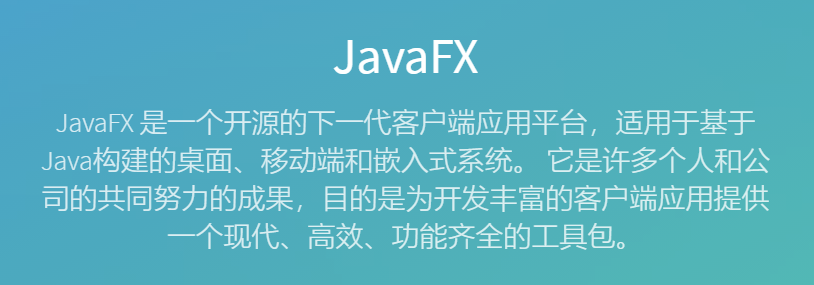 JavaFX
JavaFX 是一个开源的下一代客户端应用平台，适用于基于
Java构建的桌面、移动端和嵌入式系统。 它是许多个人和公
司的共同努力的成果，目的是为开发丰富的客户端应用提供
一个现代、高效、功能齐全的工具包。